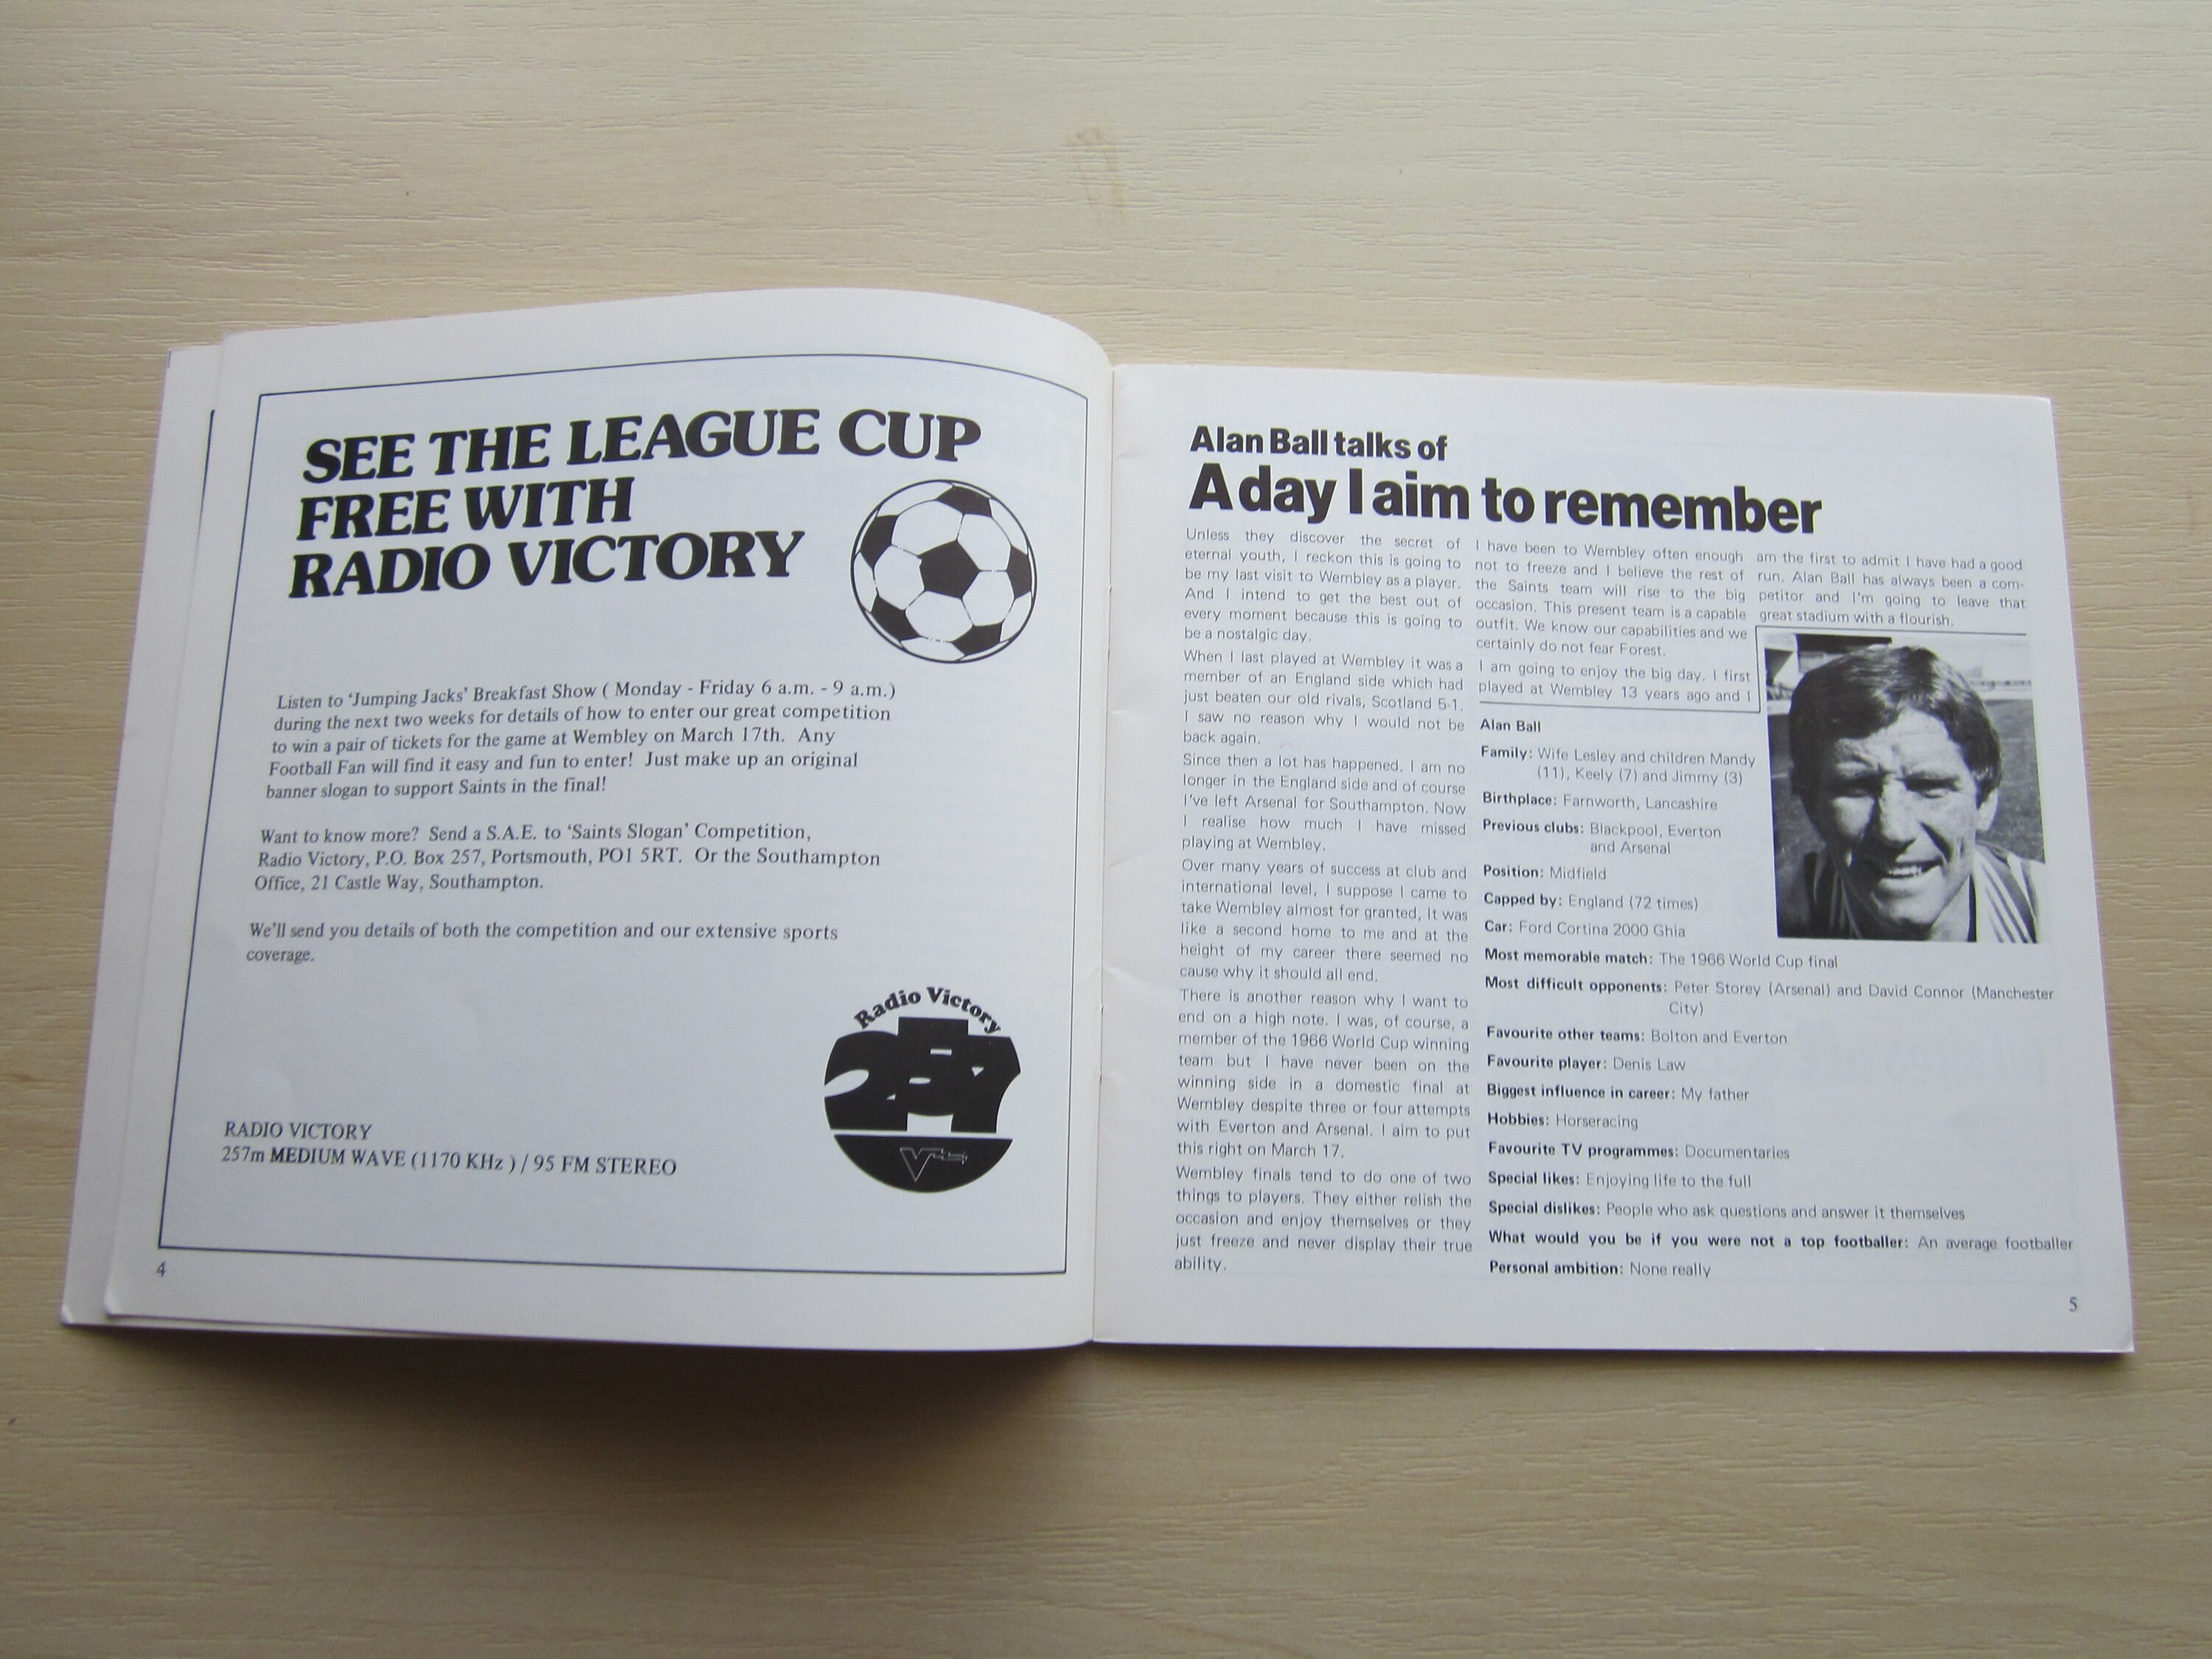 SEE THE LEAGUE CUP
FREE WITH
RADIO VICTORY
Listen to 'Jumping Jacks' Breakfast Show ( Monday - Friday 6 a.m. - 9 a.m.)
during the next two weeks for details of how to enter our great competition
to win a pair of tickets for the game at Wembley on March 17th. Any
Football Fan will find it easy and fun to enter! Just make up an original
banner slogan to support Saints in the final!
Want to know more? Send a S.A.E. to 'Saints Slogan' Competition,
Radio Victory, P.O. Box 257, Portsmouth, PO1 5RT. Or the Southampton
Office, 21 Castle Way, Southampton.
We'll send you details of both the competition and our extensive sports
coverage.
Radio Victory
257
V
RADIO VICTORY
257m MEDIUM WAVE (1170 KHz ) / 95 FM STEREO
4
Alan Ball talks of
A day I aim to remember
Unless they discover the secret of
eternal youth, I reckon this is going to
be my last visit to Wembley as a player.
And I intend to get the best out of
every moment because this is going to
be a nostalgic day.
When I last played at Wembley it was a
member of an England side which had
just beaten our old rivals, Scotland 5-1.
I saw no reason why I would not be
back again.
Since then a lot has happened. I am no
longer in the England side and of course
I've left Arsenal for Southampton. Now
I realise how much I have missed
playing at Wembley.
Over many years of success at club and
international level, I suppose I came to
take Wembley almost for granted, It was
like a second home to me and at the
height of my career there seemed no
cause why it should all end.
There is another reason why I want to
end on a high note. I was, of course, a
member of the 1966 World Cup winning
team but I have never been on the
winning side in a domestic final at
Wembley despite three or four attempts
with Everton and Arsenal. I aim to put
this right on March 17.
Wembley finals tend to do one of two
things to players. They either relish the
occasion and enjoy themselves or they
just freeze and never display their true
ability.
I have been to Wembley often enough
not to freeze and I believe the rest of
the Saints team will rise to the big
occasion. This present team is a capable
outfit. We know our capabilities and we
certainly do not fear Forest.
I am going to enjoy the big day. I first
played at Wembley 13 years ago and I
am the first to admit I have had a good
run. Alan Ball has always been a com-
petitor and I'm going to leave that
great stadium with a flourish.
Alan Ball
Family: Wife Lesley and children Mandy
(11), Keely (7) and Jimmy (3)
Birthplace: Farnworth, Lancashire
Previous clubs: Blackpool, Everton
and Arsenal
Position: Midfield
Capped by: England (72 times)
Car: Ford Cortina 2000 Ghia
Most memorable match: The 1966 World Cup final
Most difficult opponents: Peter Storey (Arsenal) and David Connor (Manchester
City)
Favourite other teams: Bolton and Everton
Favourite player: Denis Law
Biggest influence in career: My father
Hobbies: Horseracing
Favourite TV programmes: Documentaries
Special likes: Enjoying life to the full
Special dislikes: People who ask questions and answer it themselves
What would you be if you were not a top footballer: An average footballer
Personal ambition: None really
5